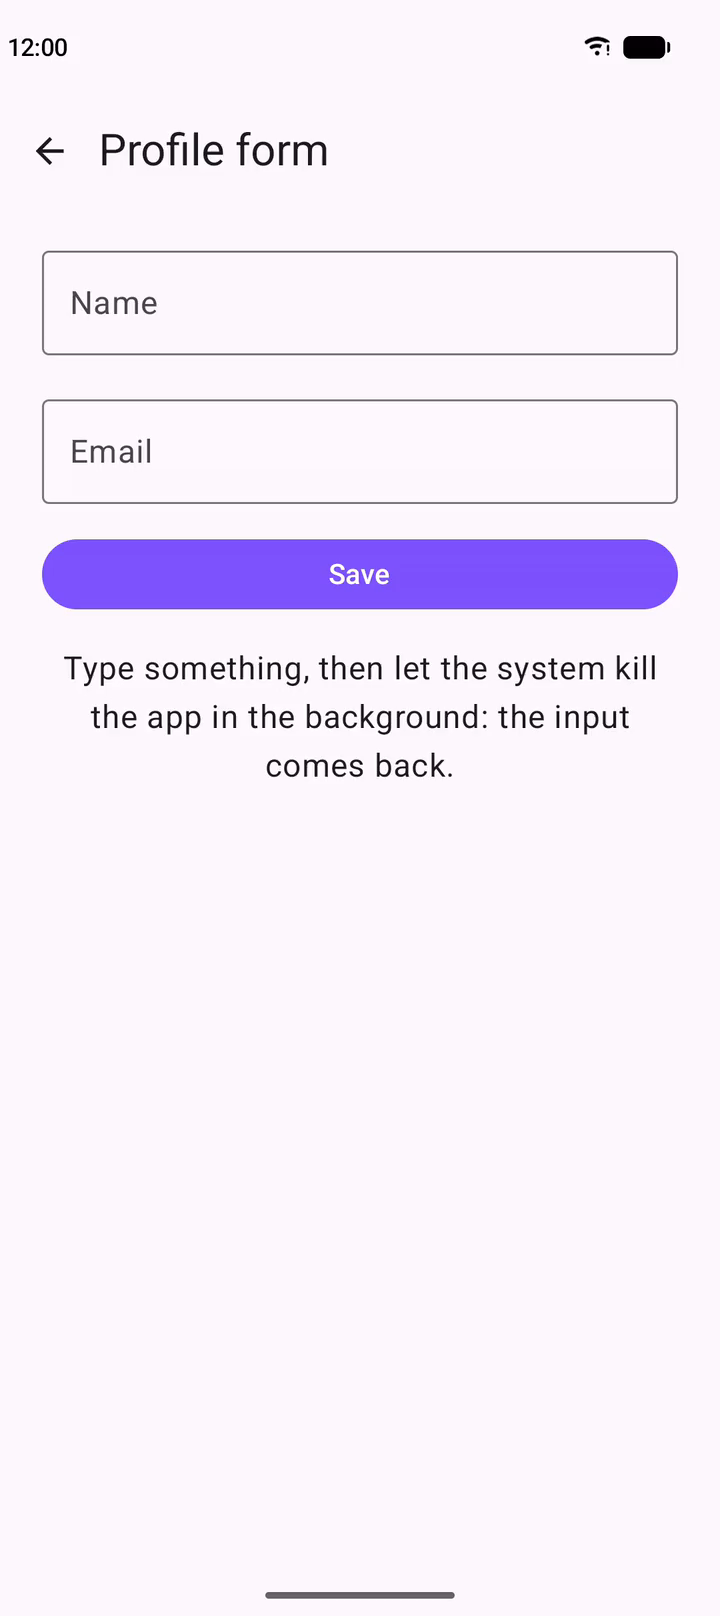 12:00
Profile form
Name
Email
Save
Type something, then let the system kill
the app in the background: the input
comes back.